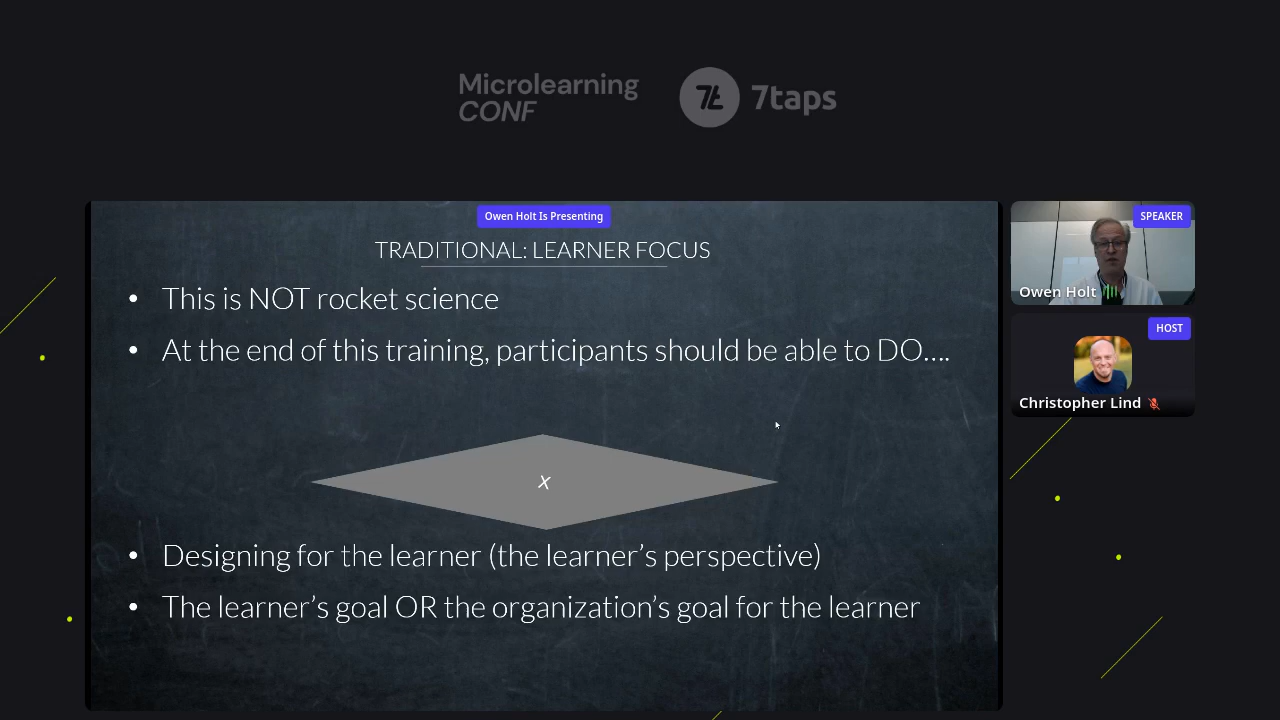 Microlearning
CONF
7taps
Owen Holt Is Presenting
TRADITIONAL: LEARNER FOCUS
• This is NOT rocket science
• At the end of this training, participants should be able to DO....
x
• Designing for the learner (the learner’s perspective)
• The learner’s goal OR the organization’s goal for the learner
SPEAKER
Owen Holt
HOST
Christopher Lind